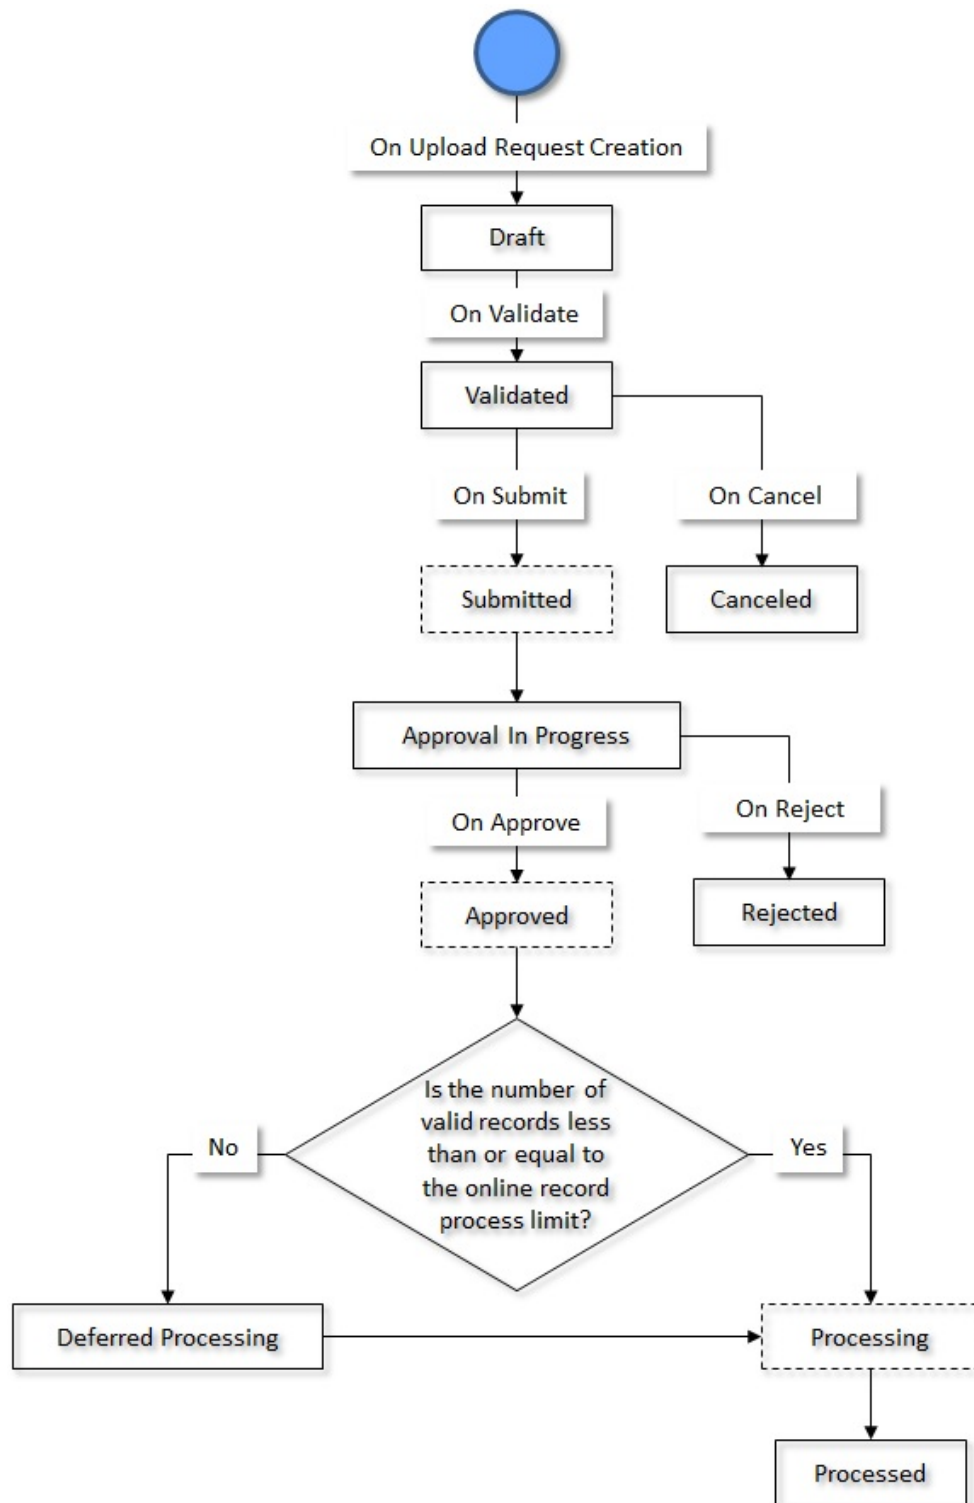 On Upload Request Creation
Draft
On Validate
Validated
On Submit
On Cancel
Submitted
Canceled
Approval In Progress
On Approve
On Reject
Approved
Rejected
Is the number of
valid records less
than or equal to
the online record
process limit?
No
Yes
Deferred Processing
Processing
Processed